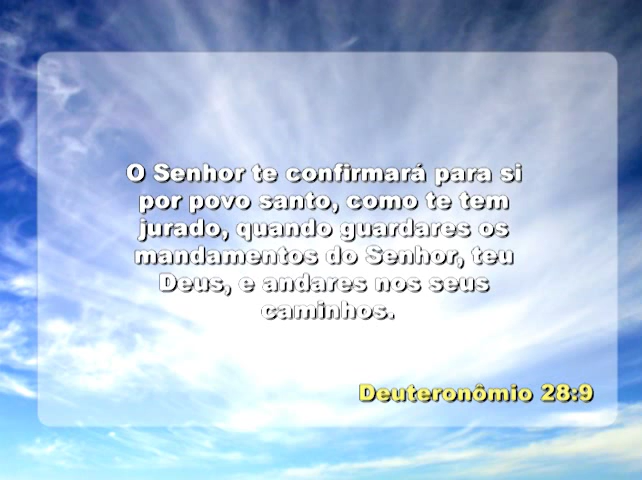 O Senhor te confirmará para si
por povo santo, como te tem
jurado, quando guardares os
mandamentos do Senhor, teu
Deus, e andares nos seus
caminhos.
Deuteronômio 28:9